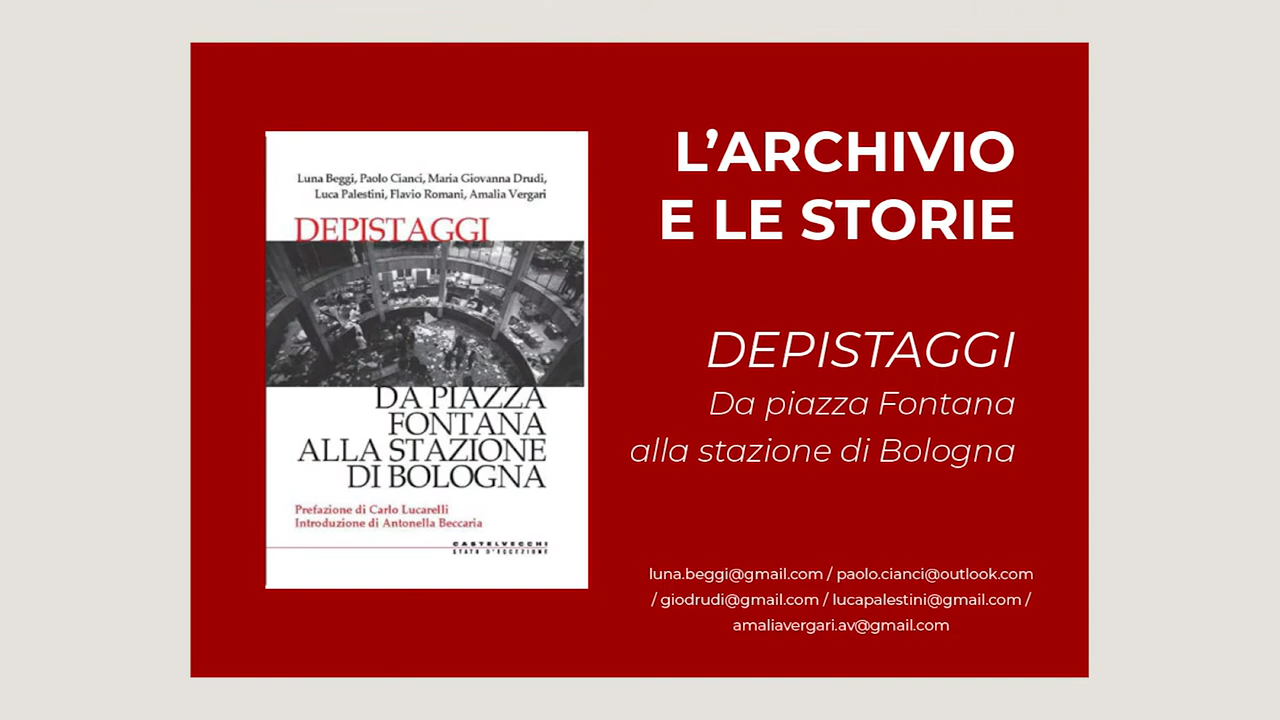 Luna Beggi, Paolo Cianci, Maria Giovanna Drudi,
Luca Palestini, Flavio Romani, Amalia Vergari
DEPISTAGGI
DA PIAZZA
FONTANA
ALLA STAZIONE
DI BOLOGNA
Prefazione di Carlo Lucarelli
Introduzione di Antonella Beccaria
CASTELVECCHI
STATO D'ECCEZIONE
L'ARCHIVIO
E LE STORIE
DEPISTAGGI
Da piazza Fontana
alla stazione di Bologna
luna.beggi@gmail.com / paolo.cianci@outlook.com
/ giodrudi@gmail.com / lucapalestini@gmail.com /
amaliavergari.av@gmail.com